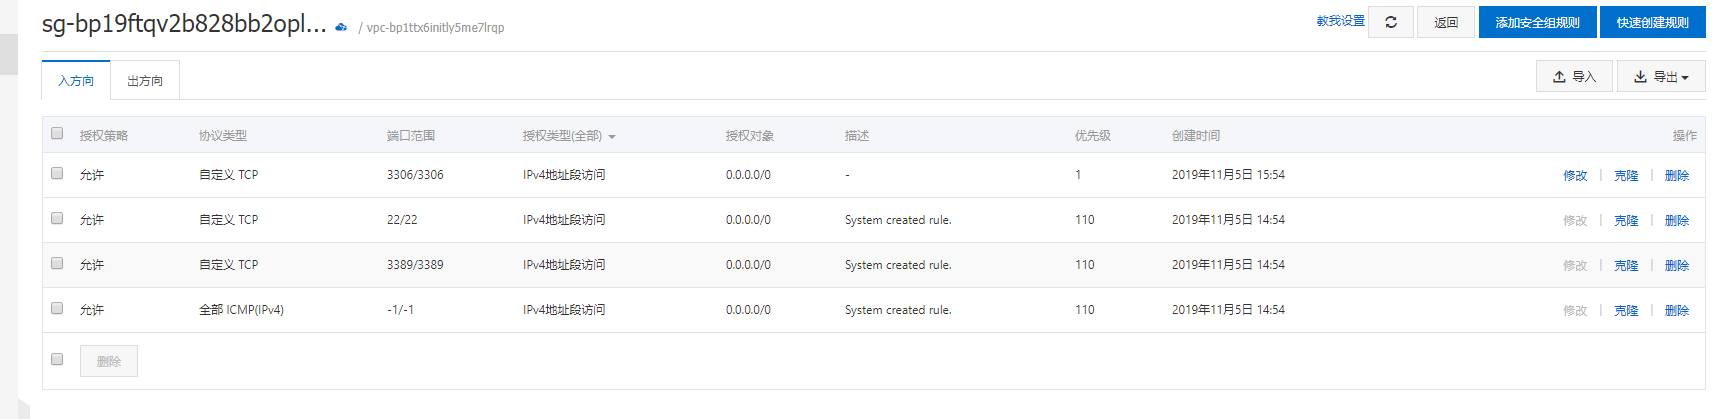 sg-bp19ftqv2b828bb2opl... / vpc-bp1ttx6initly5me7lrqp 教我设置 返回 添加安全组规则 快速创建规则
入方向 出方向 导入 导出
授权策略 协议类型 端口范围 授权类型(全部) 授权对象 描述 优先级 创建时间 操作
允许 自定义 TCP 3306/3306 IPv4地址段访问 0.0.0.0/0 - 1 2019年11月5日 15:54 修改 | 克隆 | 删除
允许 自定义 TCP 22/22 IPv4地址段访问 0.0.0.0/0 System created rule. 110 2019年11月5日 14:54 修改 | 克隆 | 删除
允许 自定义 TCP 3389/3389 IPv4地址段访问 0.0.0.0/0 System created rule. 110 2019年11月5日 14:54 修改 | 克隆 | 删除
允许 全部 ICMP(IPv4) -1/-1 IPv4地址段访问 0.0.0.0/0 System created rule. 110 2019年11月5日 14:54 修改 | 克隆 | 删除
删除